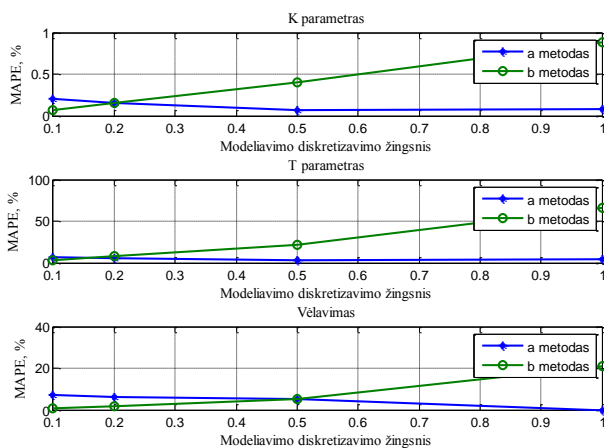 K parametras
MAPE, %
1
0.5
0
a metodas
b metodas
0.1 0.2 0.3 0.4 0.5 0.6 0.7 0.8 0.9 1
Modeliavimo diskretizavimo žingsnis
T parametras
MAPE, %
100
50
0
a metodas
b metodas
0.1 0.2 0.3 0.4 0.5 0.6 0.7 0.8 0.9 1
Modeliavimo diskretizavimo žingsnis
Vėlavimas
MAPE, %
40
20
0
a metodas
b metodas
0.1 0.2 0.3 0.4 0.5 0.6 0.7 0.8 0.9 1
Modeliavimo diskretizavimo žingsnis